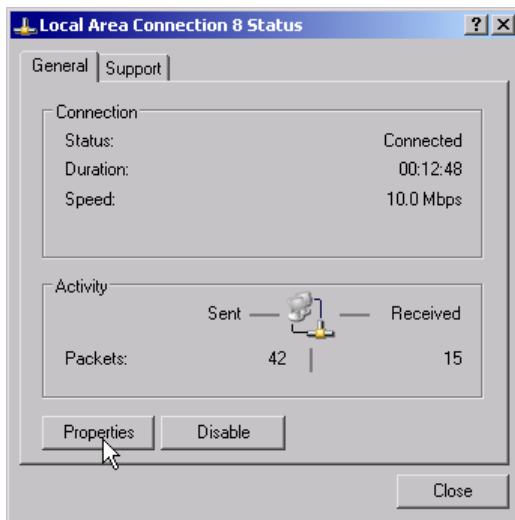 Local Area Connection 8 Status
General Support
Connection
Status: Connected
Duration: 00:12:48
Speed: 10.0 Mbps
Activity
Sent Received
Packets: 42 15
Properties Disable
Close